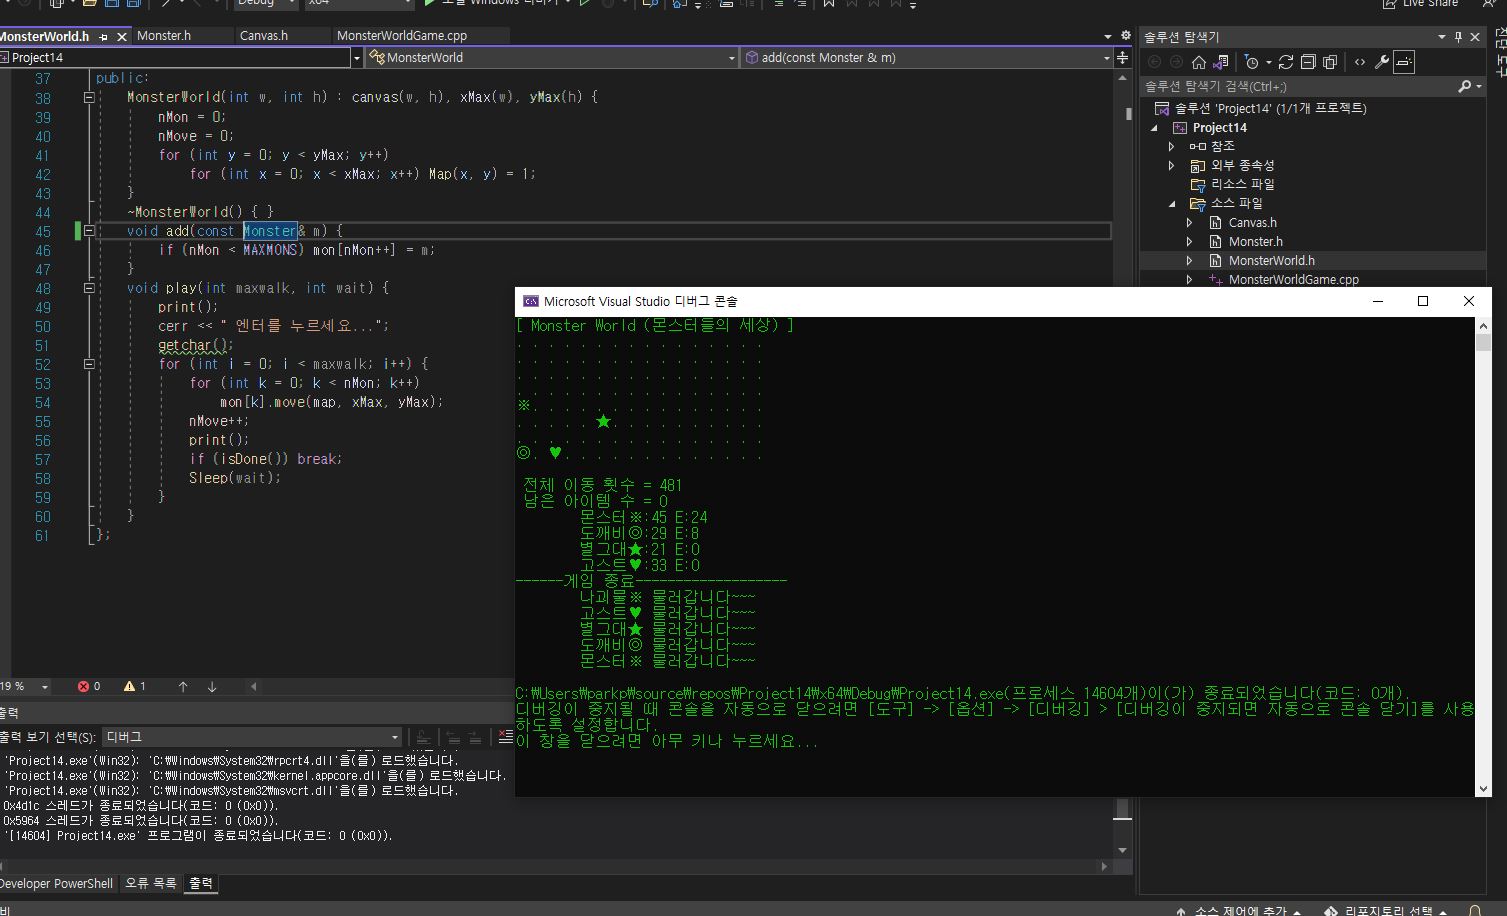 Debug x64 로컬 Windows 디버거 Live Share
MonsterWorld.h Monster.h Canvas.h MonsterWorldGame.cpp
Project14 MonsterWorld add(const Monster & m)
37 public:
38 MonsterWorld(int w, int h) : canvas(w, h), xMax(w), yMax(h) {
39 nMon = 0;
40 nMove = 0;
41 for (int y = 0; y < yMax; y++)
42 for (int x = 0; x < xMax; x++) Map(x, y) = 1;
43 }
44 ~MonsterWorld() { }
45 void add(const Monster& m) {
46 if (nMon < MAXMONS) mon[nMon++] = m;
47 }
48 void play(int maxwalk, int wait) {
49 print();
50 cerr << " 엔터를 누르세요...";
51 getchar();
52 for (int i = 0; i < maxwalk; i++) {
53 for (int k = 0; k < nMon; k++)
54 mon[k].move(map, xMax, yMax);
55 nMove++;
56 print();
57 if (isDone()) break;
58 Sleep(wait);
59 }
60 }
61 };
19 % 0 1
출력
출력 보기 선택(S): 디버그
'Project14.exe'(Win32): 'C:\Windows\System32\rpcrt4.dll'을(를) 로드했습니다.
'Project14.exe'(Win32): 'C:\Windows\System32\kernel.appcore.dll'을(를) 로드했습니다.
'Project14.exe'(Win32): 'C:\Windows\System32\msvcrt.dll'을(를) 로드했습니다.
0x4d1c 스레드가 종료되었습니다(코드: 0 (0x0)).
0x5964 스레드가 종료되었습니다(코드: 0 (0x0)).
'[14604] Project14.exe' 프로그램이 종료되었습니다(코드: 0 (0x0)).
Developer PowerShell 오류 목록 출력
Microsoft Visual Studio 디버그 콘솔
[ Monster World (몬스터들의 세상) ]
. . . . . . . . . . . . . . . .
. . . . . . . . . . . . . . . .
. . . . . . . . . . . . . . . .
. . . . . . . . . . . . . . . .
※. . . . . . . . . . . . . . .
. . . . . ★. . . . . . . . . .
. . . . . . . . . . . . . . . .
◎. ♥. . . . . . . . . . . . .
전체 이동 횟수 = 481
남은 아이템 수 = 0
몬스터※:45 E:24
도깨비◎:29 E:8
별그대★:21 E:0
고스트♥:33 E:0
------게임 종료-------------------
나괴물※ 물러갑니다~~~
고스트♥ 물러갑니다~~~
별그대★ 물러갑니다~~~
도깨비◎ 물러갑니다~~~
몬스터※ 물러갑니다~~~
C:\Users\parkp\source\repos\Project14\x64\Debug\Project14.exe(프로세스 14604개)이(가) 종료되었습니다(코드: 0개).
디버깅이 중지될 때 콘솔을 자동으로 닫으려면 [도구] -> [옵션] -> [디버깅] > [디버깅이 중지되면 자동으로 콘솔 닫기]를 사용
하도록 설정합니다.
이 창을 닫으려면 아무 키나 누르세요...
솔루션 탐색기
솔루션 탐색기 검색(Ctrl+;)
솔루션 'Project14' (1/1개 프로젝트)
Project14
참조
외부 종속성
리소스 파일
소스 파일
Canvas.h
Monster.h
MonsterWorld.h
MonsterWorldGame.cpp
진단 도구
소스 제어에 추가 리포지토리 선택